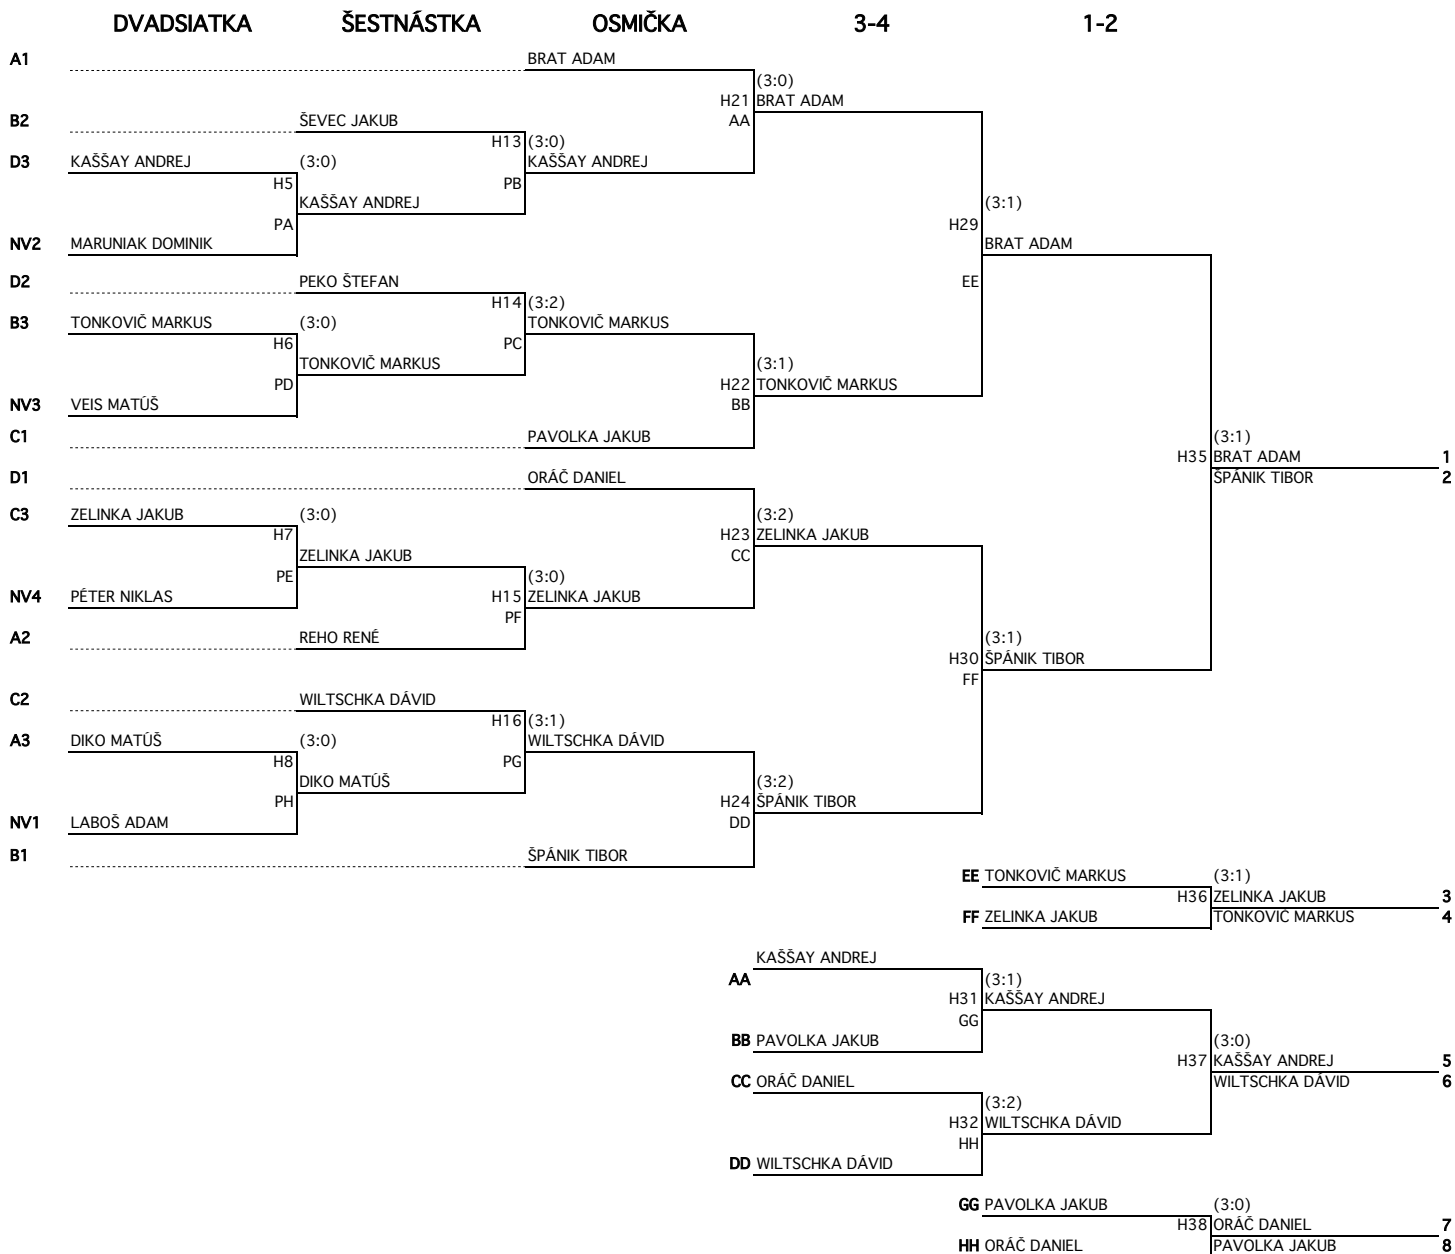 DVADSIATKA ŠESTNÁSTKA OSMIČKA 3-4 1-2
A1 BRAT ADAM
(3:0)
H21 BRAT ADAM
B2 ŠEVEC JAKUB AA
H13 (3:0)
D3 KAŠŠAY ANDREJ (3:0) KAŠŠAY ANDREJ
H5 PB
KAŠŠAY ANDREJ (3:1)
PA H29
NV2 MARUNIAK DOMINIK BRAT ADAM
D2 PEKO ŠTEFAN EE
H14 (3:2)
B3 TONKOVIČ MARKUS (3:0) TONKOVIČ MARKUS
H6 PC
TONKOVIČ MARKUS (3:1)
PD H22 TONKOVIČ MARKUS
NV3 VEIS MATÚŠ BB
C1 PAVOLKA JAKUB (3:1)
H35 BRAT ADAM 1
D1 ORÁČ DANIEL ŠPÁNIK TIBOR 2
C3 ZELINKA JAKUB (3:0) (3:2)
H7 H23 ZELINKA JAKUB
ZELINKA JAKUB CC
PE (3:0)
NV4 PÉTER NIKLAS H15 ZELINKA JAKUB
PF
A2 REHO RENÉ (3:1)
H30 ŠPÁNIK TIBOR
FF
C2 WILTSCHKA DÁVID
H16 (3:1)
A3 DIKO MATÚŠ (3:0) WILTSCHKA DÁVID
H8 PG
DIKO MATÚŠ (3:2)
PH H24 ŠPÁNIK TIBOR
NV1 LABOŠ ADAM DD
B1 ŠPÁNIK TIBOR
EE TONKOVIČ MARKUS (3:1)
H36 ZELINKA JAKUB 3
FF ZELINKA JAKUB TONKOVIČ MARKUS 4
KAŠŠAY ANDREJ
AA (3:1)
H31 KAŠŠAY ANDREJ
GG
BB PAVOLKA JAKUB (3:0)
H37 KAŠŠAY ANDREJ 5
CC ORÁČ DANIEL WILTSCHKA DÁVID 6
(3:2)
H32 WILTSCHKA DÁVID
HH
DD WILTSCHKA DÁVID
GG PAVOLKA JAKUB (3:0)
H38 ORÁČ DANIEL 7
HH ORÁČ DANIEL PAVOLKA JAKUB 8